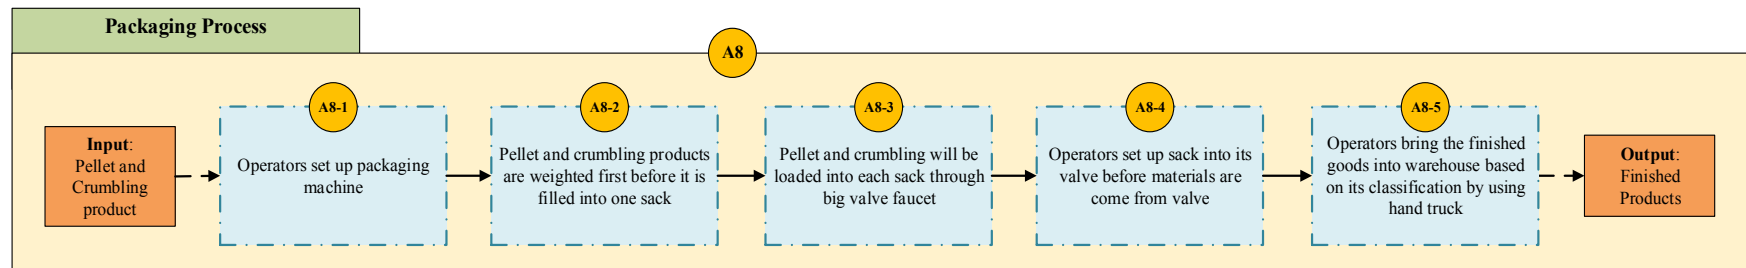 Packaging Process
A8
A8-1
A8-2
A8-3
A8-4
A8-5
Input:
Pellet and
Crumbling
product
Operators set up packaging
machine
Pellet and crumbling products
are weighted first before it is
filled into one sack
Pellet and crumbling will be
loaded into each sack through
big valve faucet
Operators set up sack into its
valve before materials are
come from valve
Operators bring the finished
goods into warehouse based
on its classification by using
hand truck
Output:
Finished
Products